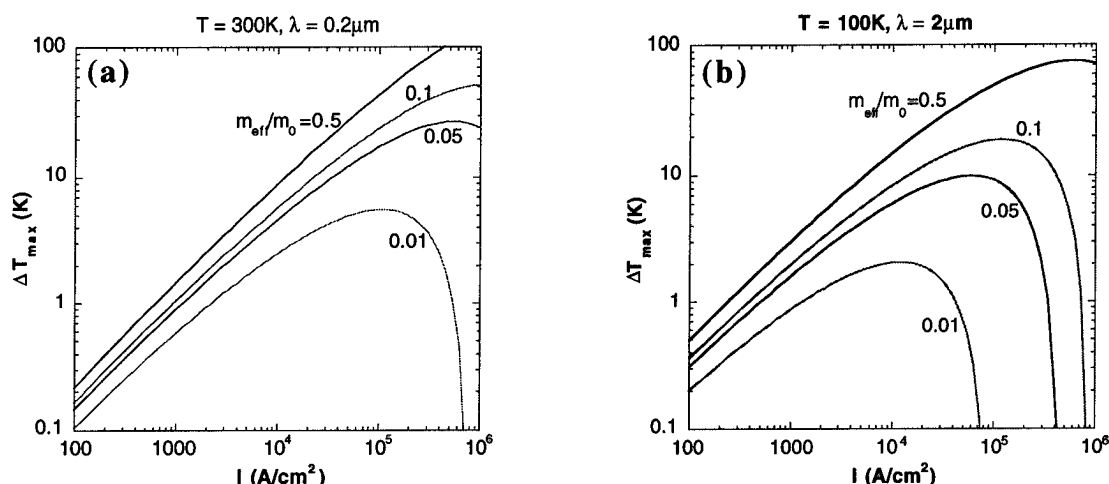 T = 300K, λ = 0.2μm
(a)
100
10
1
0.1
ΔT_max (K)
m_eff/m_0=0.5
0.1
0.05
0.01
100
1000
10^4
10^5
10^6
I (A/cm^2)
T = 100K, λ = 2μm
(b)
100
10
1
0.1
ΔT_max (K)
m_eff/m_0=0.5
0.1
0.05
0.01
100
1000
10^4
10^5
10^6
I (A/cm^2)